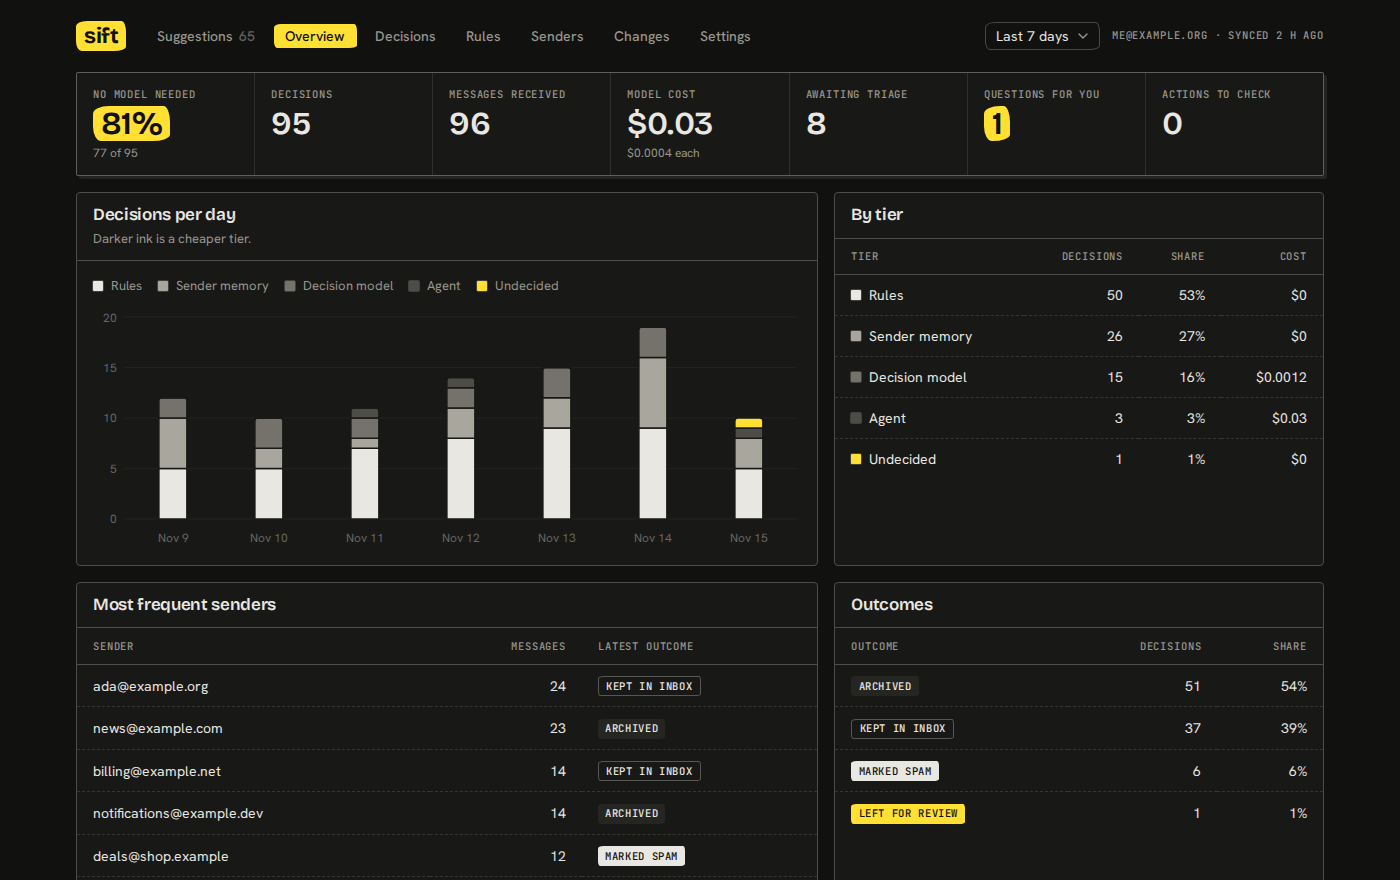 sift
Suggestions 65
Overview
Decisions
Rules
Senders
Changes
Settings
Last 7 days
ME@EXAMPLE.ORG · SYNCED 2 H AGO
NO MODEL NEEDED
81%
77 of 95
DECISIONS
95
MESSAGES RECEIVED
96
MODEL COST
$0.03
$0.0004 each
AWAITING TRIAGE
8
QUESTIONS FOR YOU
1
ACTIONS TO CHECK
0
Decisions per day
Darker ink is a cheaper tier.
Rules Sender memory Decision model Agent Undecided
20
15
10
5
0
Nov 9 Nov 10 Nov 11 Nov 12 Nov 13 Nov 14 Nov 15
By tier
TIER DECISIONS SHARE COST
Rules 50 53% $0
Sender memory 26 27% $0
Decision model 15 16% $0.0012
Agent 3 3% $0.03
Undecided 1 1% $0
Most frequent senders
SENDER MESSAGES LATEST OUTCOME
ada@example.org 24 KEPT IN INBOX
news@example.com 23 ARCHIVED
billing@example.net 14 KEPT IN INBOX
notifications@example.dev 14 ARCHIVED
deals@shop.example 12 MARKED SPAM
Outcomes
OUTCOME DECISIONS SHARE
ARCHIVED 51 54%
KEPT IN INBOX 37 39%
MARKED SPAM 6 6%
LEFT FOR REVIEW 1 1%